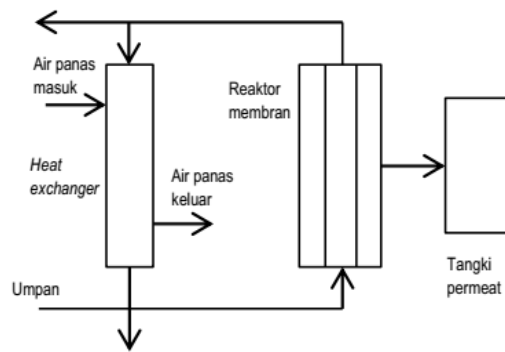 Air panas
masuk
Reaktor
membran
Heat
exchanger
Air panas
keluar
Tangki
permeat
Umpan